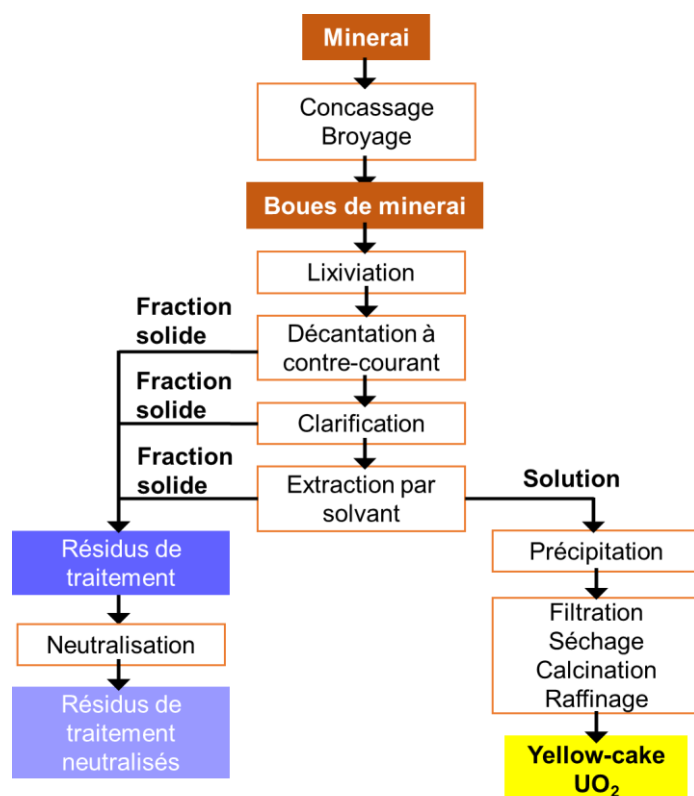 Minerai
Concassage
Broyage
Boues de minerai
Lixiviation
Fraction
solide
Décantation à
contre-courant
Fraction
solide
Clarification
Fraction
solide
Extraction par
solvant
Solution
Résidus de
traitement
Précipitation
Neutralisation
Filtration
Séchage
Calcination
Raffinage
Résidus de
traitement
neutralisés
Yellow-cake
UO₂